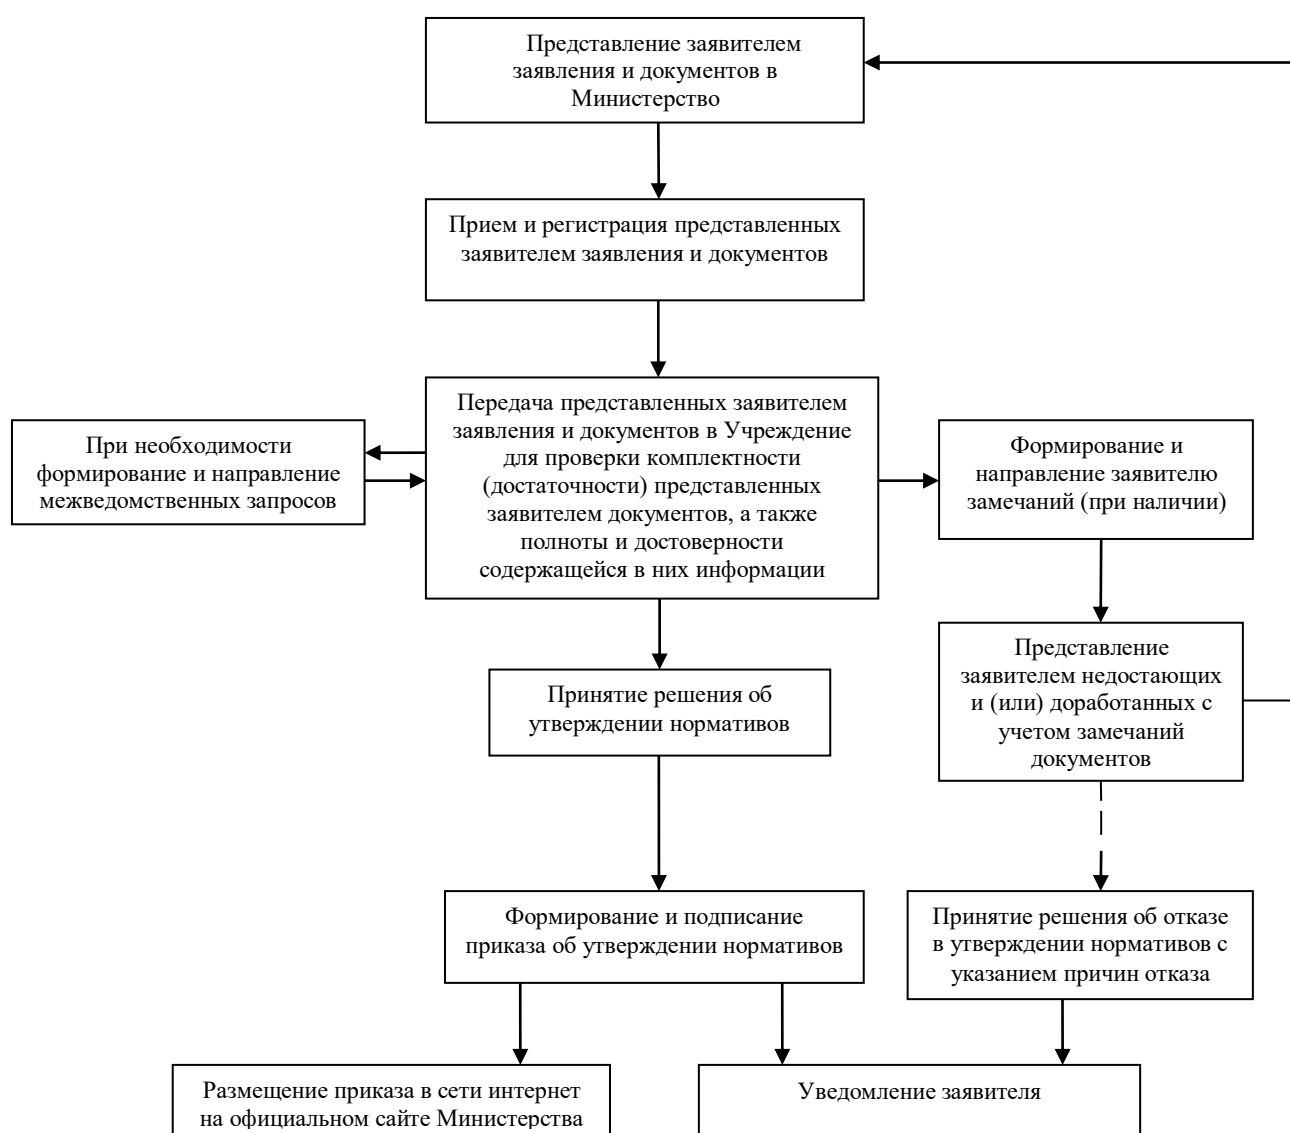 Представление заявителем
заявления и документов в
Министерство
Прием и регистрация представленных
заявителем заявления и документов
Передача представленных заявителем
заявления и документов в Учреждение
для проверки комплектности
(достаточности) представленных
заявителем документов, а также
полноты и достоверности
содержащейся в них информации
При необходимости
формирование и направление
межведомственных запросов
Формирование и
направление заявителю
замечаний (при наличии)
Представление
заявителем недостающих
и (или) доработанных с
учетом замечаний
документов
Принятие решения об
утверждении нормативов
Формирование и подписание
приказа об утверждении нормативов
Принятие решения об отказе
в утверждении нормативов с
указанием причин отказа
Размещение приказа в сети интернет
на официальном сайте Министерства
Уведомление заявителя